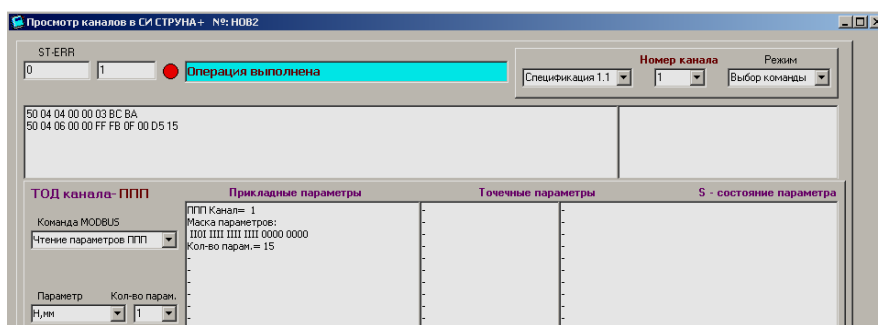 Просмотр каналов в СИ СТРУНА+ №: НОВ2
ST-ERR
0
1
Операция выполнена
Спецификация 1.1
Номер канала
1
Режим
Выбор команды
50 04 04 00 00 03 BC BA
50 04 06 00 00 FF FB 0F 00 D5 15
ТОД канала- ППП
Прикладные параметры
Точечные параметры
S - состояние параметра
Команда MODBUS
Чтение параметров ППП
ППП Канал= 1
Маска параметров:
IIOI IIII IIII IIII 0000 0000
Кол-во парам.= 15
-
-
-
-
-
Параметр
Кол-во парам.
Н,мм
1